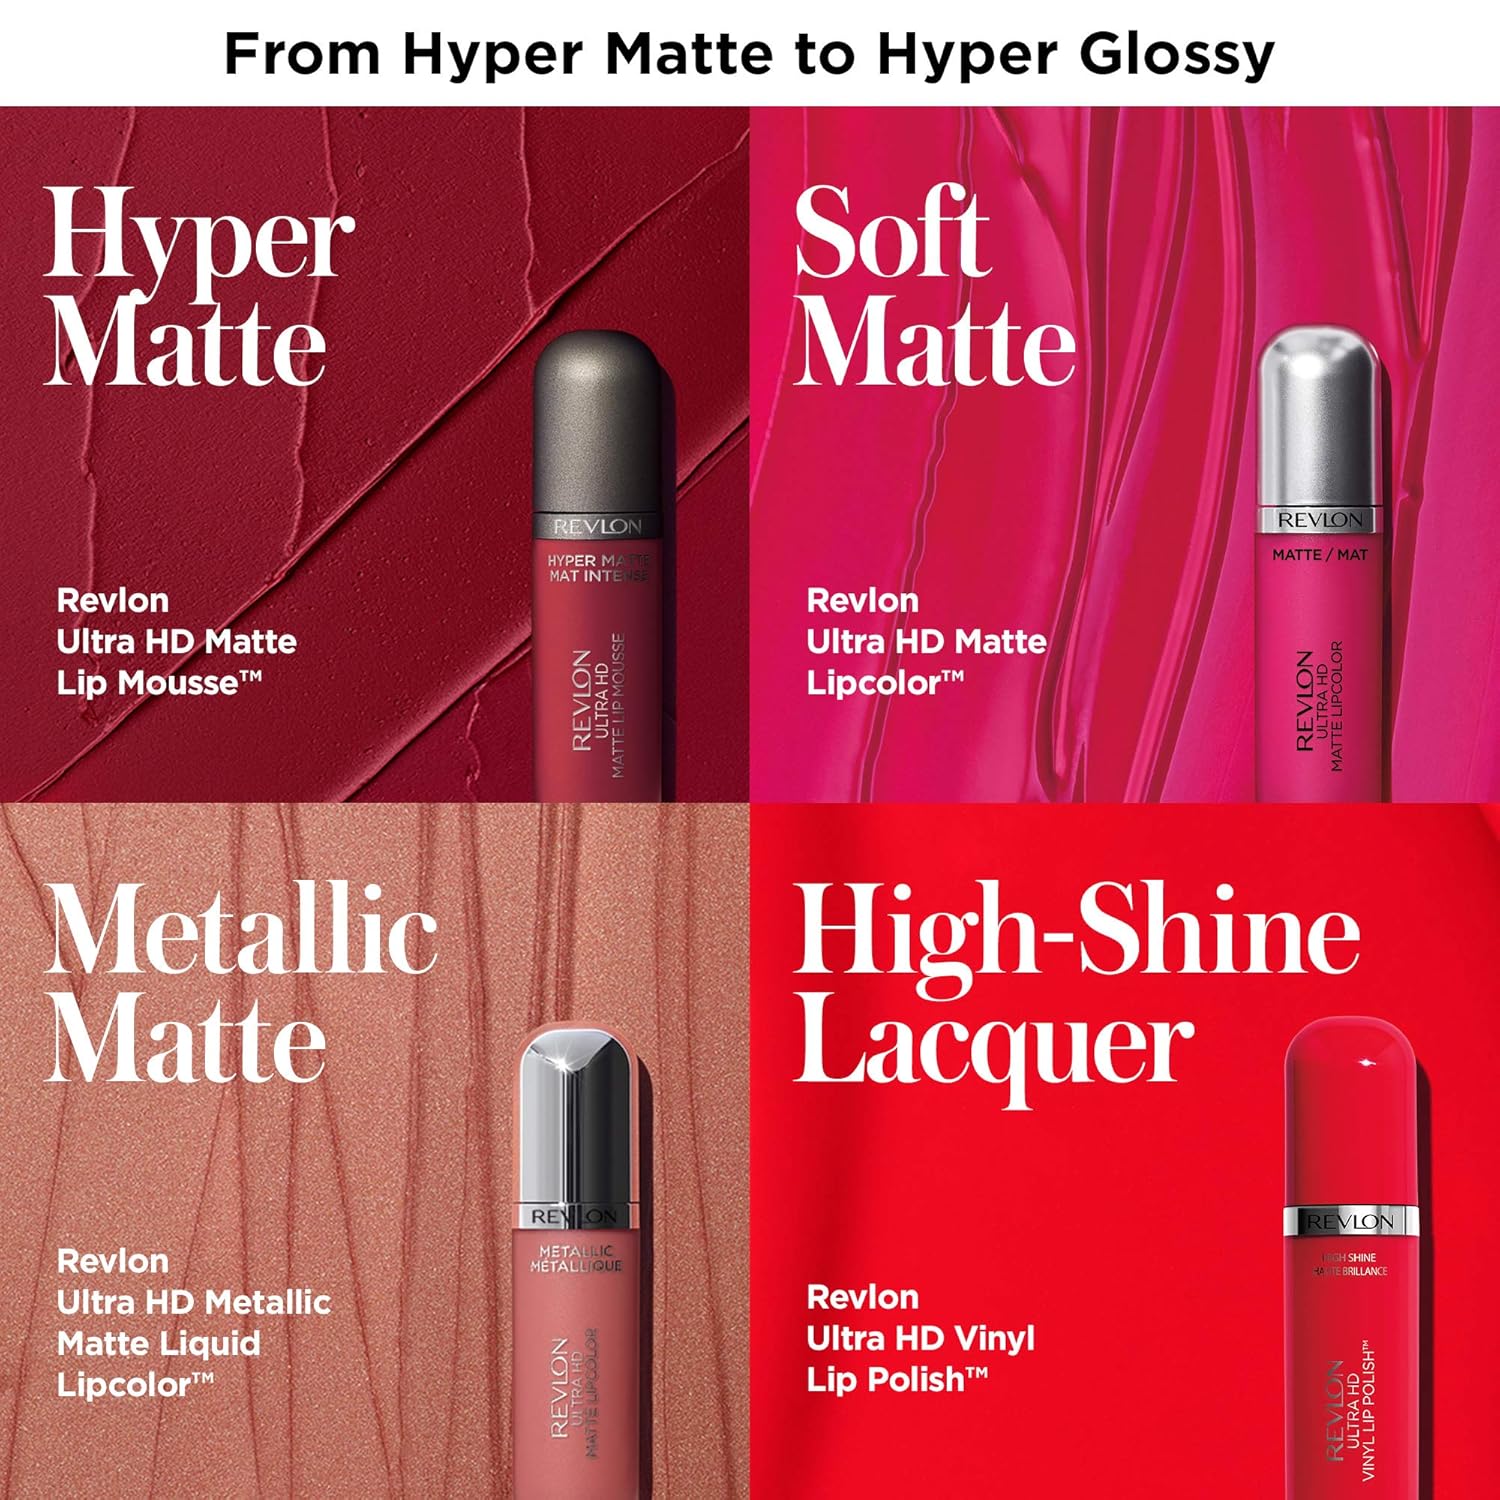 From Hyper Matte to Hyper Glossy
Hyper
Matte
Revlon
Ultra HD Matte
Lip Mousse™
REVLON
HYPER MATTE
MAT INTENSE
REVLON
ULTRA HD
MATTE LIP MOUSSE
Soft
Matte
Revlon
Ultra HD Matte
Lipcolor™
REVLON
MATTE / MAT
REVLON
ULTRA HD
MATTE LIPCOLOR
Metallic
Matte
Revlon
Ultra HD Metallic
Matte Liquid
Lipcolor™
REVLON
METALLIC
MÉTALLIQUE
REVLON
ULTRA HD
MATTE LIPCOLOR
High-Shine
Lacquer
Revlon
Ultra HD Vinyl
Lip Polish™
REVLON
HIGH SHINE
HAUTE BRILLANCE
REVLON
ULTRA HD
VINYL LIP POLISH™